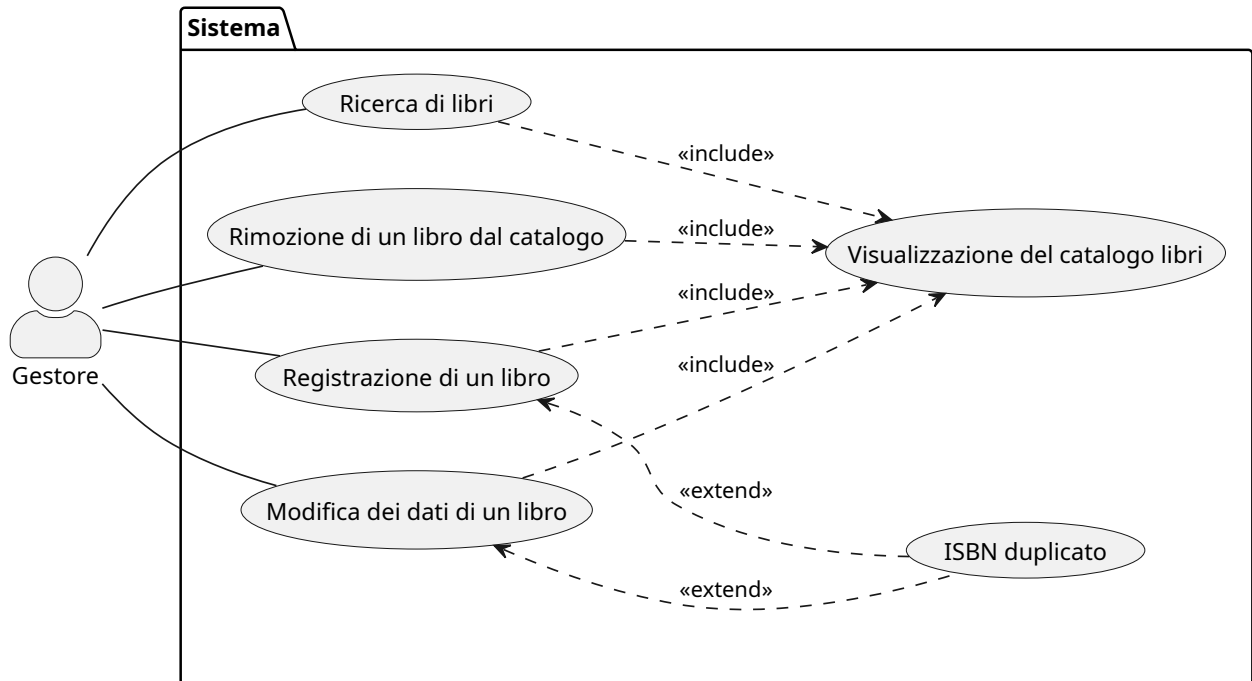 Sistema
Ricerca di libri
«include»
Rimozione di un libro dal catalogo
«include»
Visualizzazione del catalogo libri
«include»
Gestore
Registrazione di un libro
«include»
«extend»
Modifica dei dati di un libro
ISBN duplicato
«extend»